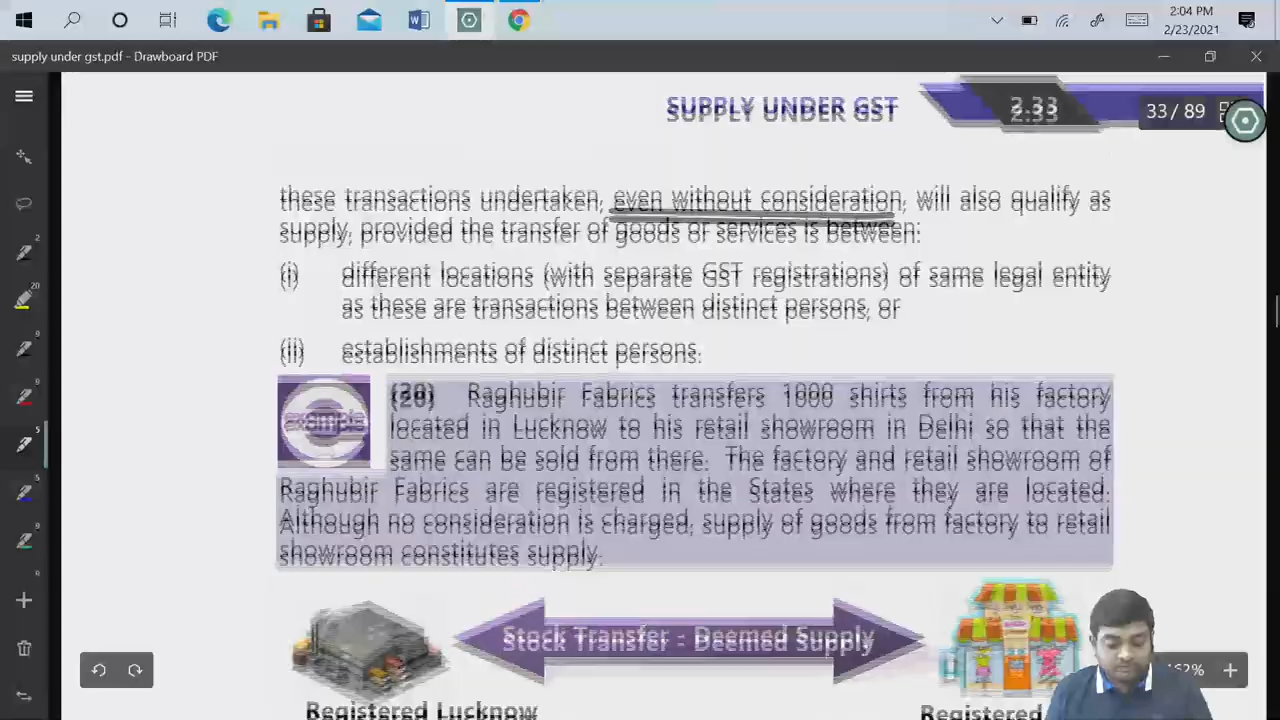 2:04 PM
2/23/2021
supply under gst.pdf - Drawboard PDF
SUPPLY UNDER GST
2.33
33 / 89
these transactions undertaken, even without consideration, will also qualify as
supply, provided the transfer of goods or services is between:
(i) different locations (with separate GST registrations) of same legal entity
as these are transactions between distinct persons, or
(ii) establishments of distinct persons.
example
(20) Raghubir Fabrics transfers 1000 shirts from his factory
located in Lucknow to his retail showroom in Delhi so that the
same can be sold from there. The factory and retail showroom of
Raghubir Fabrics are registered in the States where they are located.
Although no consideration is charged, supply of goods from factory to retail
showroom constitutes supply.
Stock Transfer - Deemed Supply
Registered Lucknow
Registered